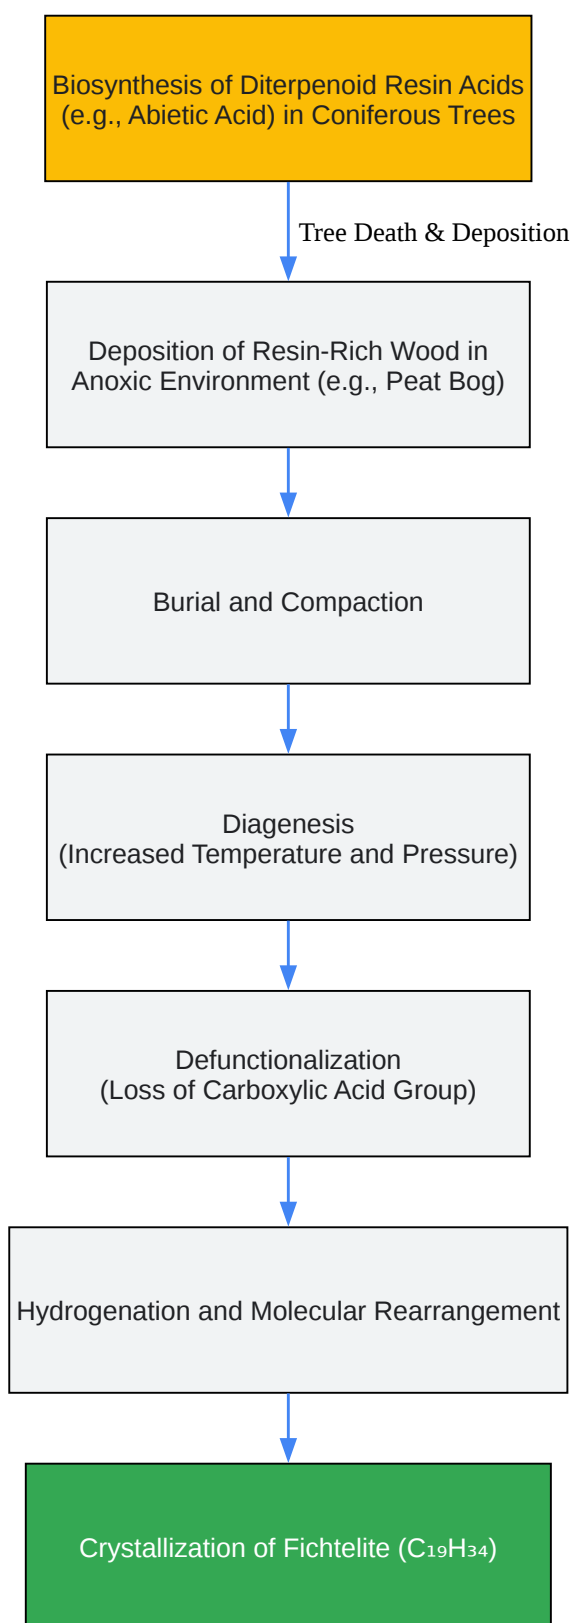 Biosynthesis of Diterpenoid Resin Acids
(e.g., Abietic Acid) in Coniferous Trees
Tree Death & Deposition
Deposition of Resin-Rich Wood in
Anoxic Environment (e.g., Peat Bog)
Burial and Compaction
Diagenesis
(Increased Temperature and Pressure)
Defunctionalization
(Loss of Carboxylic Acid Group)
Hydrogenation and Molecular Rearrangement
Crystallization of Fichtelite (C₁₉H₃₄)